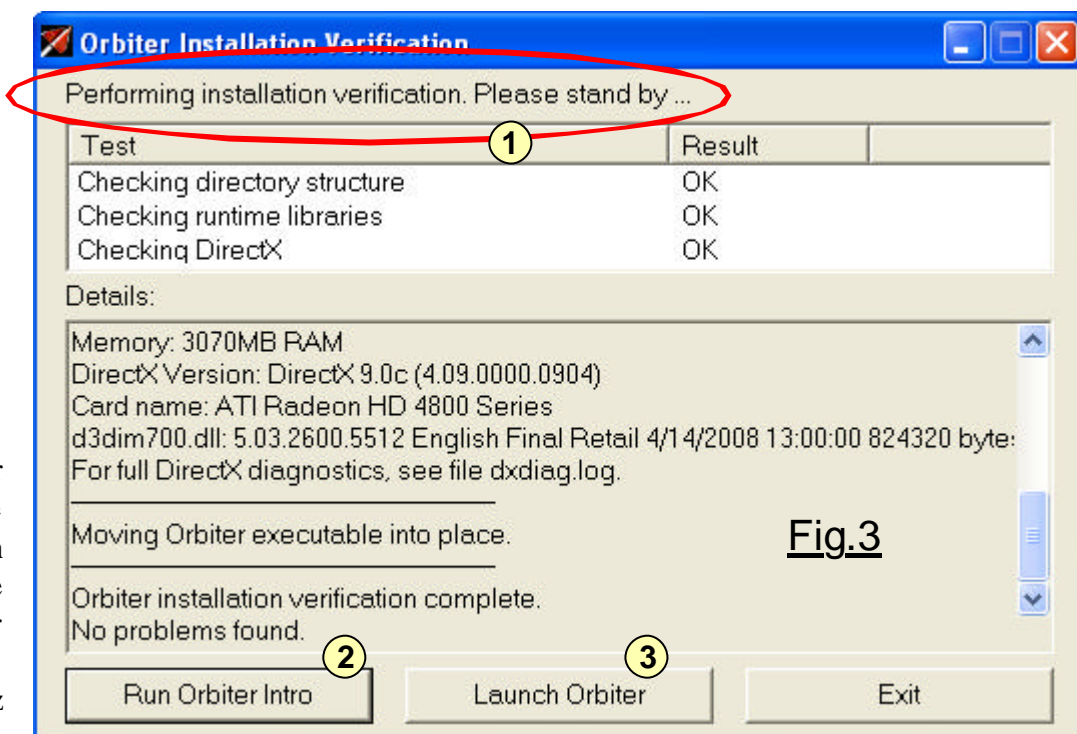 Orbiter Installation Verification
Performing installation verification. Please stand by ...
1
Test Result
Checking directory structure OK
Checking runtime libraries OK
Checking DirectX OK
Details:
Memory: 3070MB RAM
DirectX Version: DirectX 9.0c (4.09.0000.0904)
Card name: ATI Radeon HD 4800 Series
d3dim700.dll: 5.03.2600.5512 English Final Retail 4/14/2008 13:00:00 824320 byte
For full DirectX diagnostics, see file dxdiag.log.
Moving Orbiter executable into place.
Fig.3
Orbiter installation verification complete.
No problems found.
2 3
Run Orbiter Intro Launch Orbiter Exit